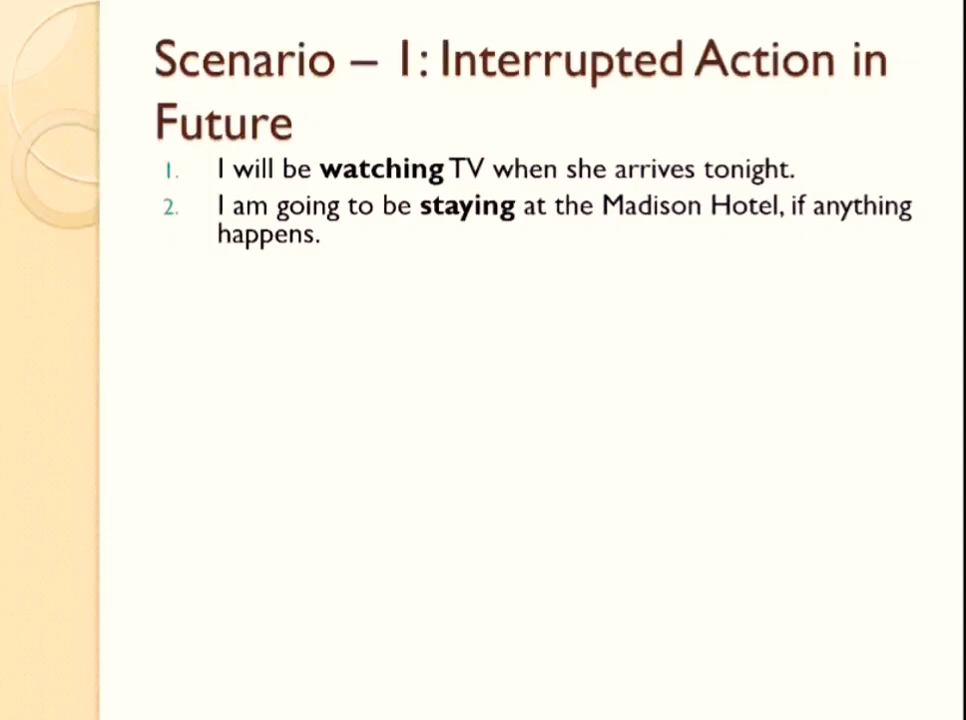 Scenario – 1: Interrupted Action in
Future
1. I will be watching TV when she arrives tonight.
2. I am going to be staying at the Madison Hotel, if anything
happens.